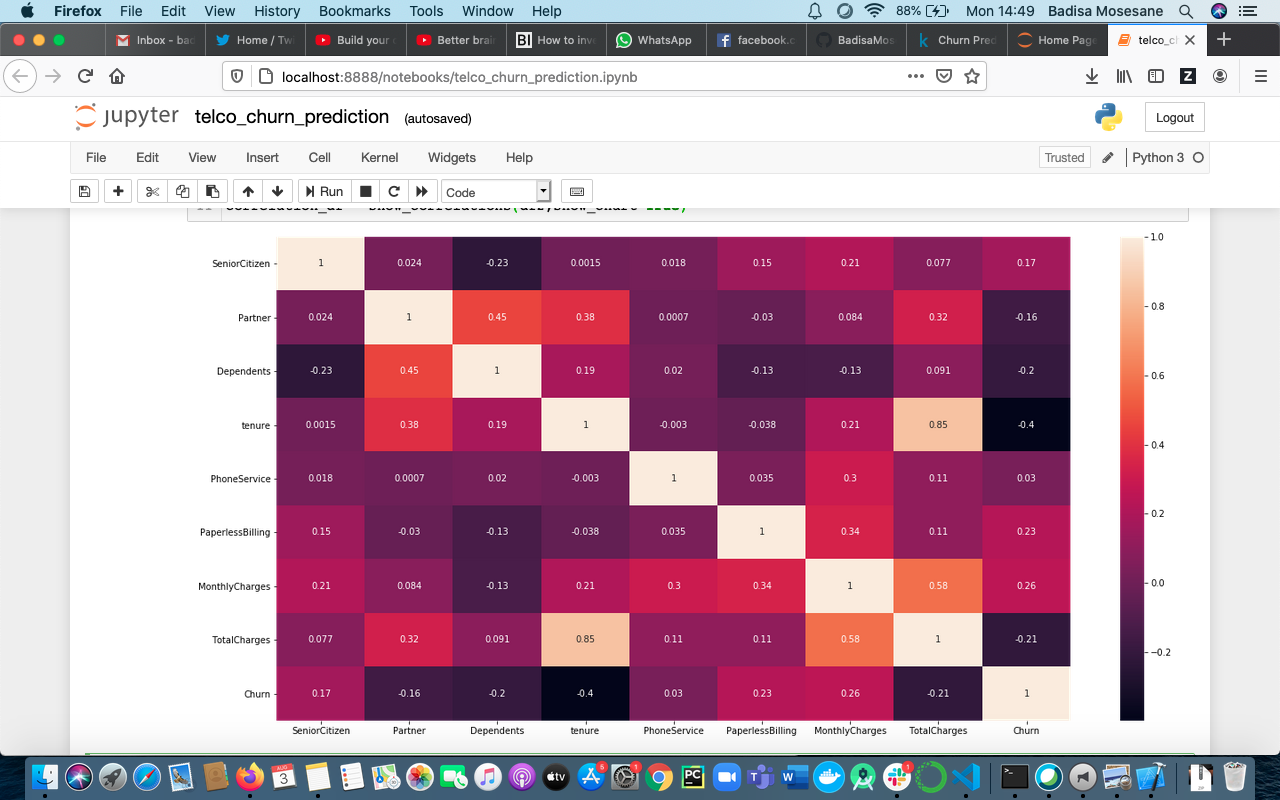 Firefox File Edit View History Bookmarks Tools Window Help 88% Mon 14:49 Badisa Mosesane
Inbox - bac Home / Tw Build your Better brai BI How to inve WhatsApp facebook.c BadisaMos k Churn Pred Home Page telco_cl
localhost:8888/notebooks/telco_churn_prediction.ipynb Z
jupyter telco_churn_prediction (autosaved) Logout
File Edit View Insert Cell Kernel Widgets Help Trusted Python 3
Run Code
SeniorCitizen 1 0.024 -0.23 0.0015 0.018 0.15 0.21 0.077 0.17
Partner 0.024 1 0.45 0.38 0.0007 -0.03 0.084 0.32 -0.16
Dependents -0.23 0.45 1 0.19 0.02 -0.13 -0.13 0.091 -0.2
tenure 0.0015 0.38 0.19 1 -0.003 -0.038 0.21 0.85 -0.4
PhoneService 0.018 0.0007 0.02 -0.003 1 0.035 0.3 0.11 0.03
PaperlessBilling 0.15 -0.03 -0.13 -0.038 0.035 1 0.34 0.11 0.23
MonthlyCharges 0.21 0.084 -0.13 0.21 0.3 0.34 1 0.58 0.26
TotalCharges 0.077 0.32 0.091 0.85 0.11 0.11 0.58 1 -0.21
Churn 0.17 -0.16 -0.2 -0.4 0.03 0.23 0.26 -0.21 1
SeniorCitizen Partner Dependents tenure PhoneService PaperlessBilling MonthlyCharges TotalCharges Churn
1.0
0.8
0.6
0.4
0.2
0.0
-0.2
AUG 3 tv 6 1 PC W 1